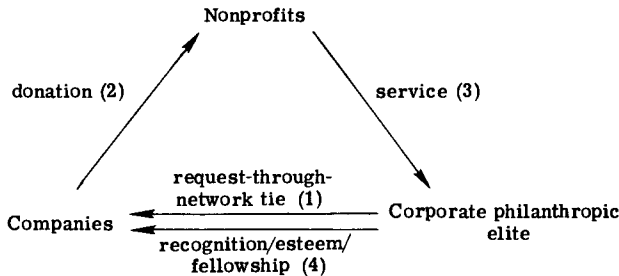 Nonprofits
donation (2)
service (3)
request-through-
network tie (1)
Companies
Corporate philanthropic
elite
recognition/esteem/
fellowship (4)